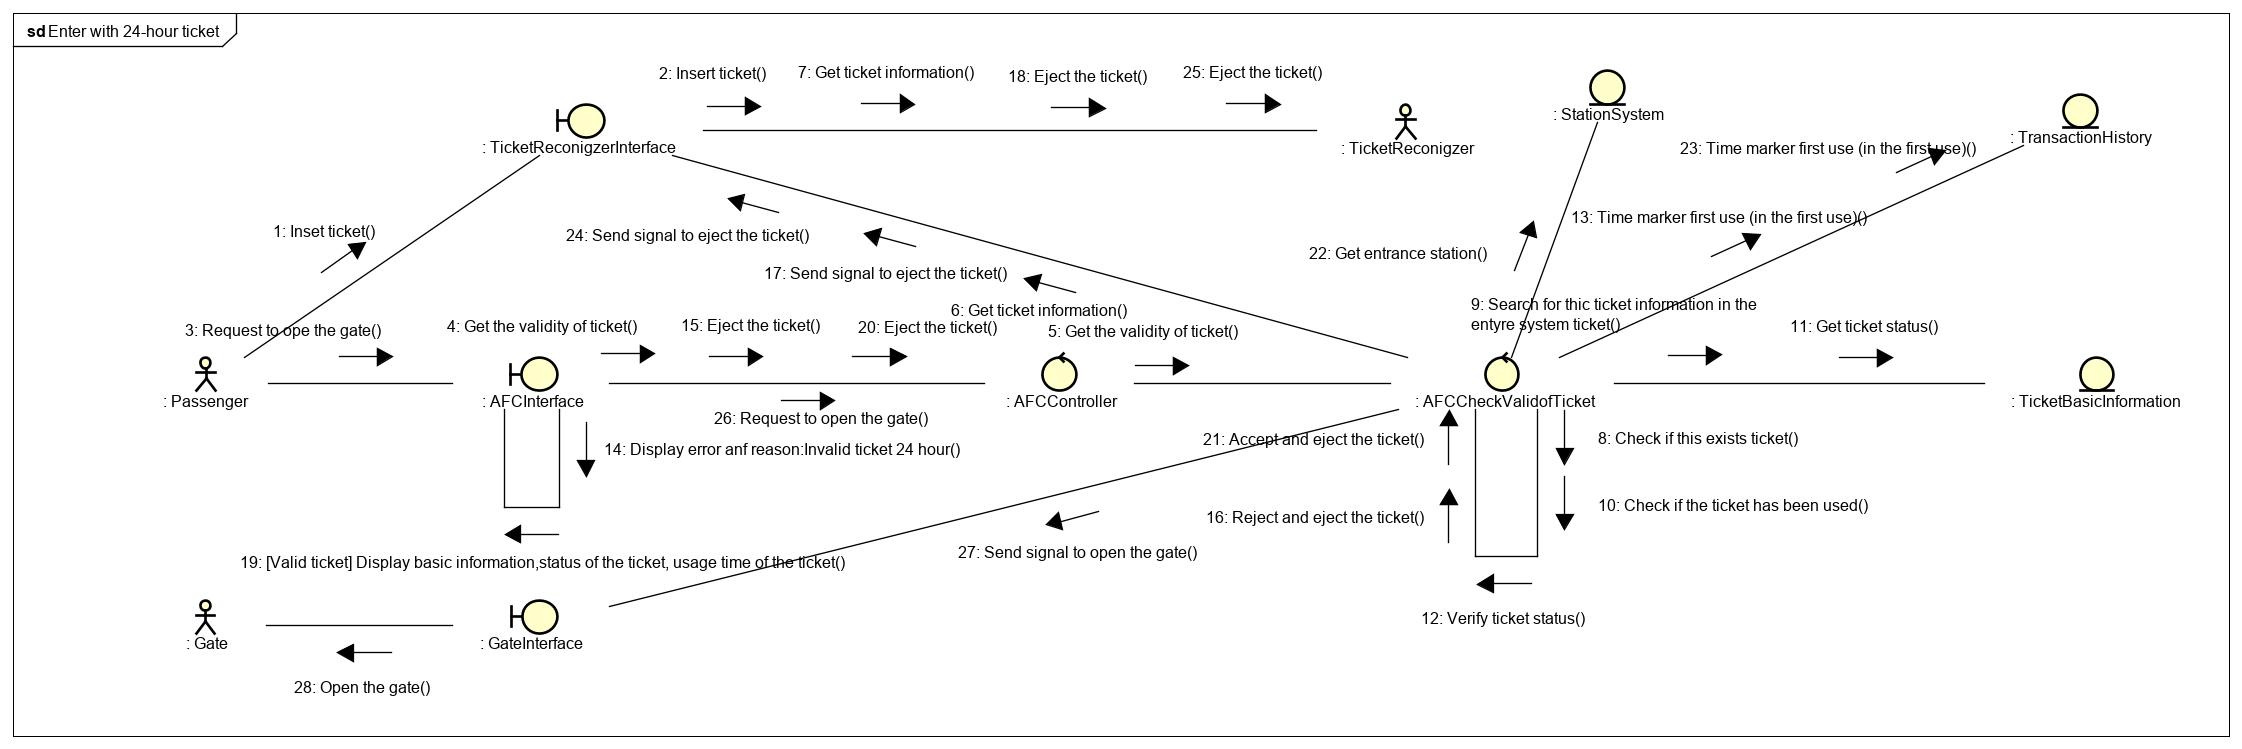 sd Enter with 24-hour ticket
2: Insert ticket()
7: Get ticket information()
18: Eject the ticket()
25: Eject the ticket()
: StationSystem
: TicketReconigzerInterface
: TicketReconigzer
: TransactionHistory
23: Time marker first use (in the first use)()
1: Inset ticket()
24: Send signal to eject the ticket()
13: Time marker first use (in the first use)()
22: Get entrance station()
17: Send signal to eject the ticket()
6: Get ticket information()
9: Search for thic ticket information in the
entyre system ticket()
3: Request to ope the gate()
4: Get the validity of ticket()
15: Eject the ticket()
20: Eject the ticket()
5: Get the validity of ticket()
11: Get ticket status()
: Passenger
: AFCInterface
: AFCController
: AFCCheckValidofTicket
: TicketBasicInformation
26: Request to open the gate()
21: Accept and eject the ticket()
8: Check if this exists ticket()
14: Display error anf reason:Invalid ticket 24 hour()
10: Check if the ticket has been used()
16: Reject and eject the ticket()
27: Send signal to open the gate()
19: [Valid ticket] Display basic information,status of the ticket, usage time of the ticket()
12: Verify ticket status()
: Gate
: GateInterface
28: Open the gate()